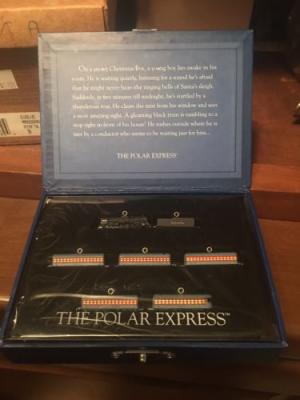 On a snowy Christmas Eve, a young boy lies awake in his
room. He is waiting quietly, listening for a sound he's afraid
that he might never hear-the ringing bells of Santa's sleigh.
Suddenly, at five minutes till midnight, he's startled by a
thunderous roar. He clears the mist from his window and sees
a most amazing sight. A gleaming black train is rumbling to a
stop right in front of his house! He rushes outside where he is
met by a conductor who seems to be waiting just for him...
THE POLAR EXPRESS
THE POLAR EXPRESS™